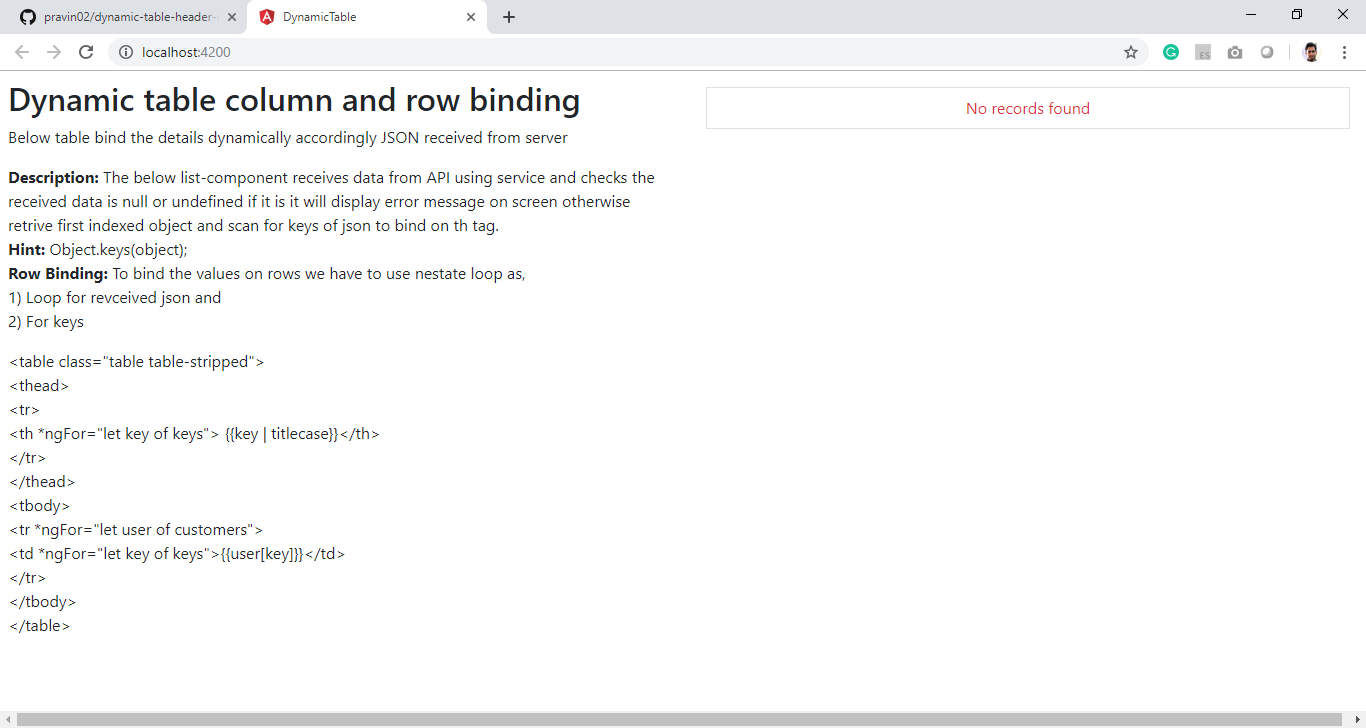 pravin02/dynamic-table-header-
DynamicTable
localhost:4200
ES
Dynamic table column and row binding
Below table bind the details dynamically accordingly JSON received from server
Description: The below list-component receives data from API using service and checks the
received data is null or undefined if it is it will display error message on screen otherwise
retrive first indexed object and scan for keys of json to bind on th tag.
Hint: Object.keys(object);
Row Binding: To bind the values on rows we have to use nestate loop as,
1) Loop for revceived json and
2) For keys
<table class="table table-stripped">
<thead>
<tr>
<th *ngFor="let key of keys"> {{key | titlecase}}</th>
</tr>
</thead>
<tbody>
<tr *ngFor="let user of customers">
<td *ngFor="let key of keys">{{user[key]}}</td>
</tr>
</tbody>
</table>
No records found